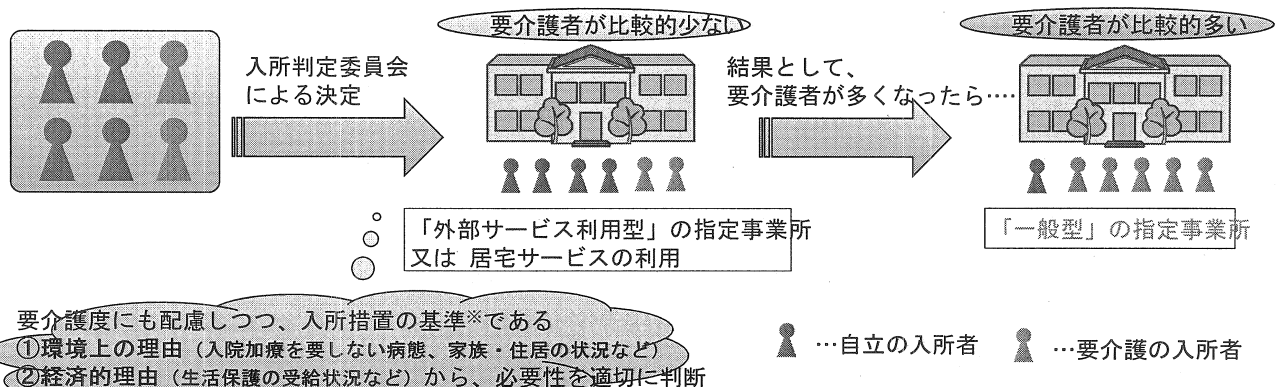 要介護者が比較的少ない
要介護者が比較的多い
入所判定委員会
による決定
結果として、
要介護者が多くなったら‥‥
「外部サービス利用型」の指定事業所
又は 居宅サービスの利用
「一般型」の指定事業所
要介護度にも配慮しつつ、入所措置の基準※である
①環境上の理由（入院加療を要しない病態、家族・住居の状況など）
②経済的理由（生活保護の受給状況など）から、必要性を適切に判断
…自立の入所者
…要介護の入所者